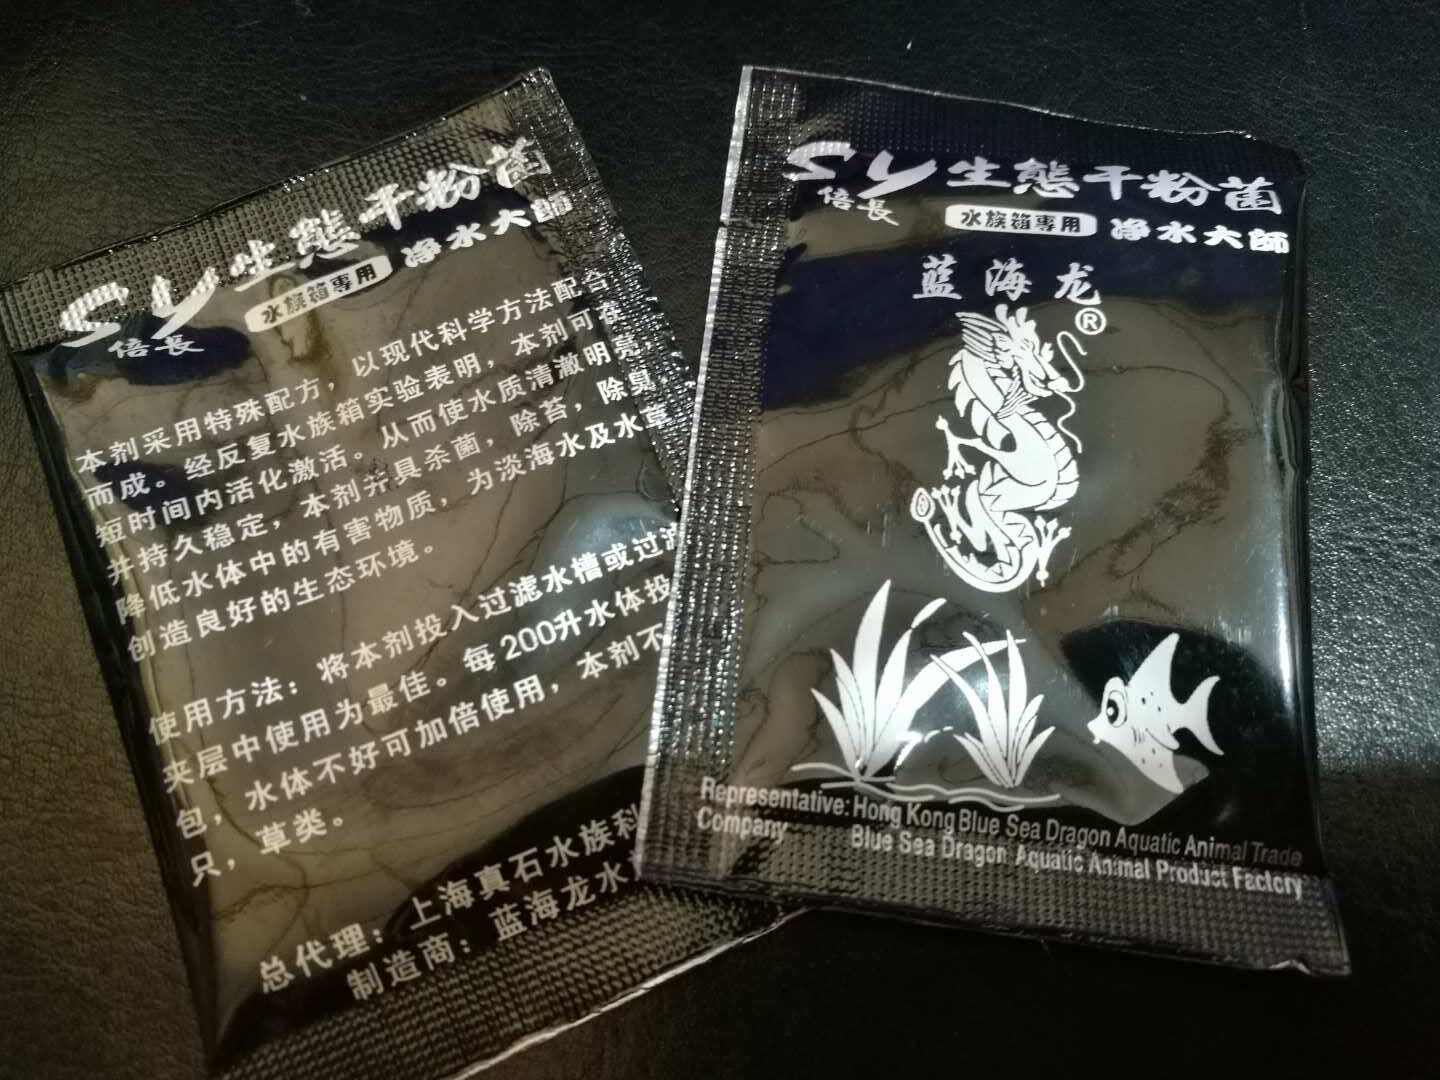 SY生態干粉菌
倍長
水族箱専用
净水大師
本剂采用特殊配方，以现代科学方法配合
而成。经反复水族箱实验表明，本剂可在
短时间内活化激活。从而使水质清澈明亮
并持久稳定，本剂并具杀菌，除苔，除臭，
降低水体中的有害物质，为淡海水及水草
创造良好的生态环境。
使用方法：将本剂投入过滤水槽或过滤
夹层中使用为最佳。每200升水体投
包，水体不好可加倍使用，本剂不
只，草类。
总代理：上海真石水族科
制造商：蓝海龙水
SY生態干粉菌
倍長
水族箱専用
净水大師
蓝海龙
®
Representative: Hong Kong Blue Sea Dragon Aquatic Animal Trade
Company Blue Sea Dragon Aquatic Animal Product Factory